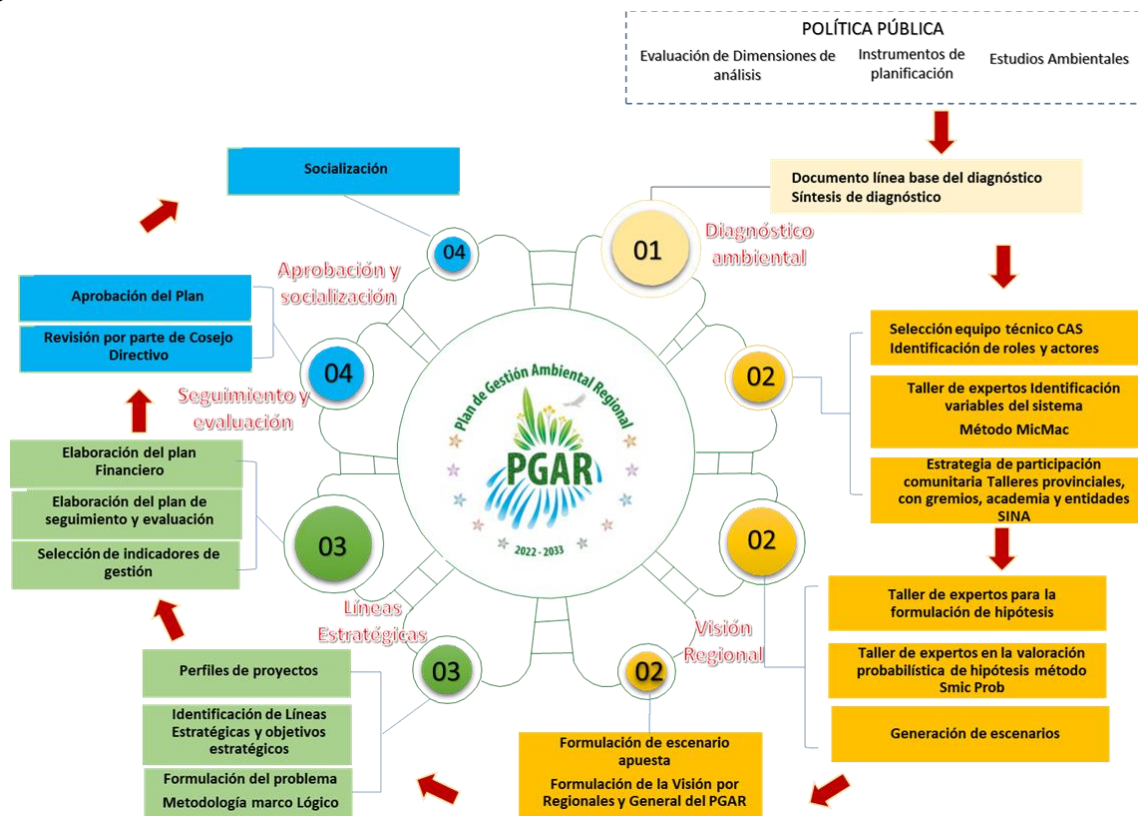 POLÍTICA PÚBLICA
Evaluación de Dimensiones de
análisis
Instrumentos de
planificación
Estudios Ambientales
Documento línea base del diagnóstico
Síntesis de diagnóstico
01
Diagnóstico
ambiental
Selección equipo técnico CAS
Identificación de roles y actores
Taller de expertos Identificación
variables del sistema
Método MicMac
Estrategia de participación
comunitaria Talleres provinciales,
con gremios, academia y entidades
SINA
02
02
Taller de expertos para la
formulación de hipótesis
Taller de expertos en la valoración
probabilística de hipótesis método
Smic Prob
Generación de escenarios
Visión
Regional
02
Formulación de escenario
apuesta
Formulación de la Visión por
Regionales y General del PGAR
Líneas
Estratégicas
03
Perfiles de proyectos
Identificación de Líneas
Estratégicas y objetivos
estratégicos
Formulación del problema
Metodología marco Lógico
03
Elaboración del plan
Financiero
Elaboración del plan de
seguimiento y evaluación
Selección de indicadores de
gestión
Seguimiento y
evaluación
04
Aprobación del Plan
Revisión por parte de Cosejo
Directivo
Aprobación y
socialización
04
Socialización
Plan de Gestión Ambiental Regional
PGAR
2022 - 2033